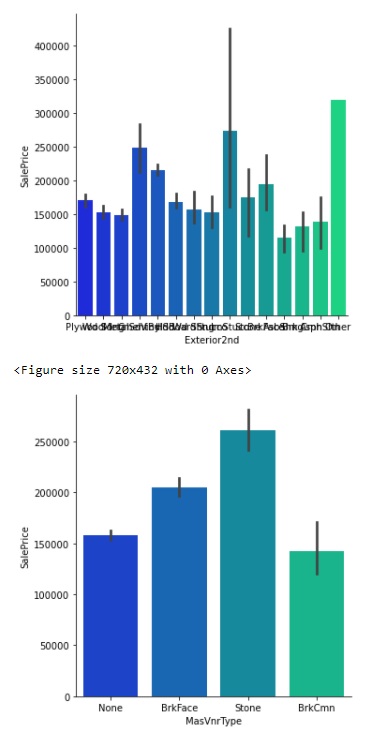 400000
350000
300000
250000
200000
150000
100000
50000
0
SalePrice
Other
Exterior2nd
<Figure size 720x432 with 0 Axes>
250000
200000
150000
100000
50000
0
SalePrice
None BrkFace Stone BrkCmn
MasVnrType